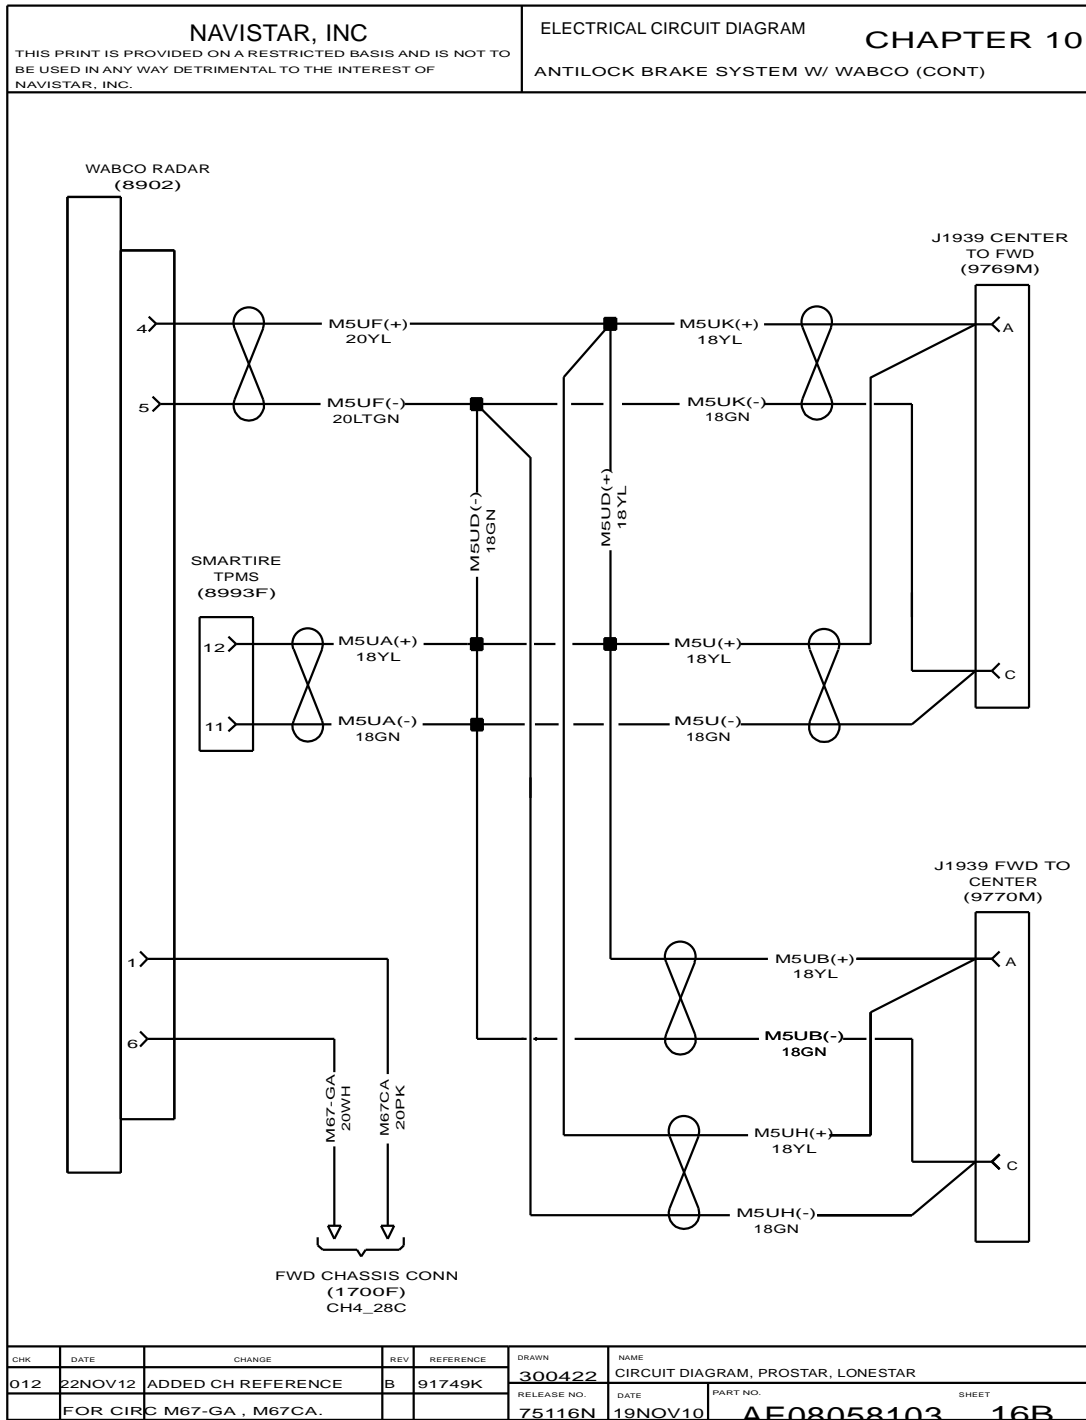 NAVISTAR, INC
THIS PRINT IS PROVIDED ON A RESTRICTED BASIS AND IS NOT TO
BE USED IN ANY WAY DETRIMENTAL TO THE INTEREST OF
NAVISTAR, INC.
ELECTRICAL CIRCUIT DIAGRAM
CHAPTER 10
ANTILOCK BRAKE SYSTEM W/ WABCO (CONT)
WABCO RADAR
(8902)
J1939 CENTER
TO FWD
(9769M)
4
M5UF(+)
20YL
M5UK(+)
18YL
A
5
M5UF(-)
20LTGN
M5UK(-)
18GN
M5UD(-)
18GN
M5UD(+)
18YL
SMARTIRE
TPMS
(8993F)
12
M5UA(+)
18YL
M5U(+)
18YL
C
11
M5UA(-)
18GN
M5U(-)
18GN
J1939 FWD TO
CENTER
(9770M)
1
M5UB(+)
18YL
A
6
M5UB(-)
18GN
M67-GA
20WH
M67CA
20PK
M5UH(+)
18YL
C
M5UH(-)
18GN
FWD CHASSIS CONN
(1700F)
CH4_28C
CHK DATE CHANGE REV REFERENCE
012 22NOV12 ADDED CH REFERENCE B 91749K
FOR CIRC M67-GA , M67CA.
DRAWN
300422
NAME
CIRCUIT DIAGRAM, PROSTAR, LONESTAR
RELEASE NO.
75116N
DATE
19NOV10
PART NO.
AE08058103
SHEET
16B